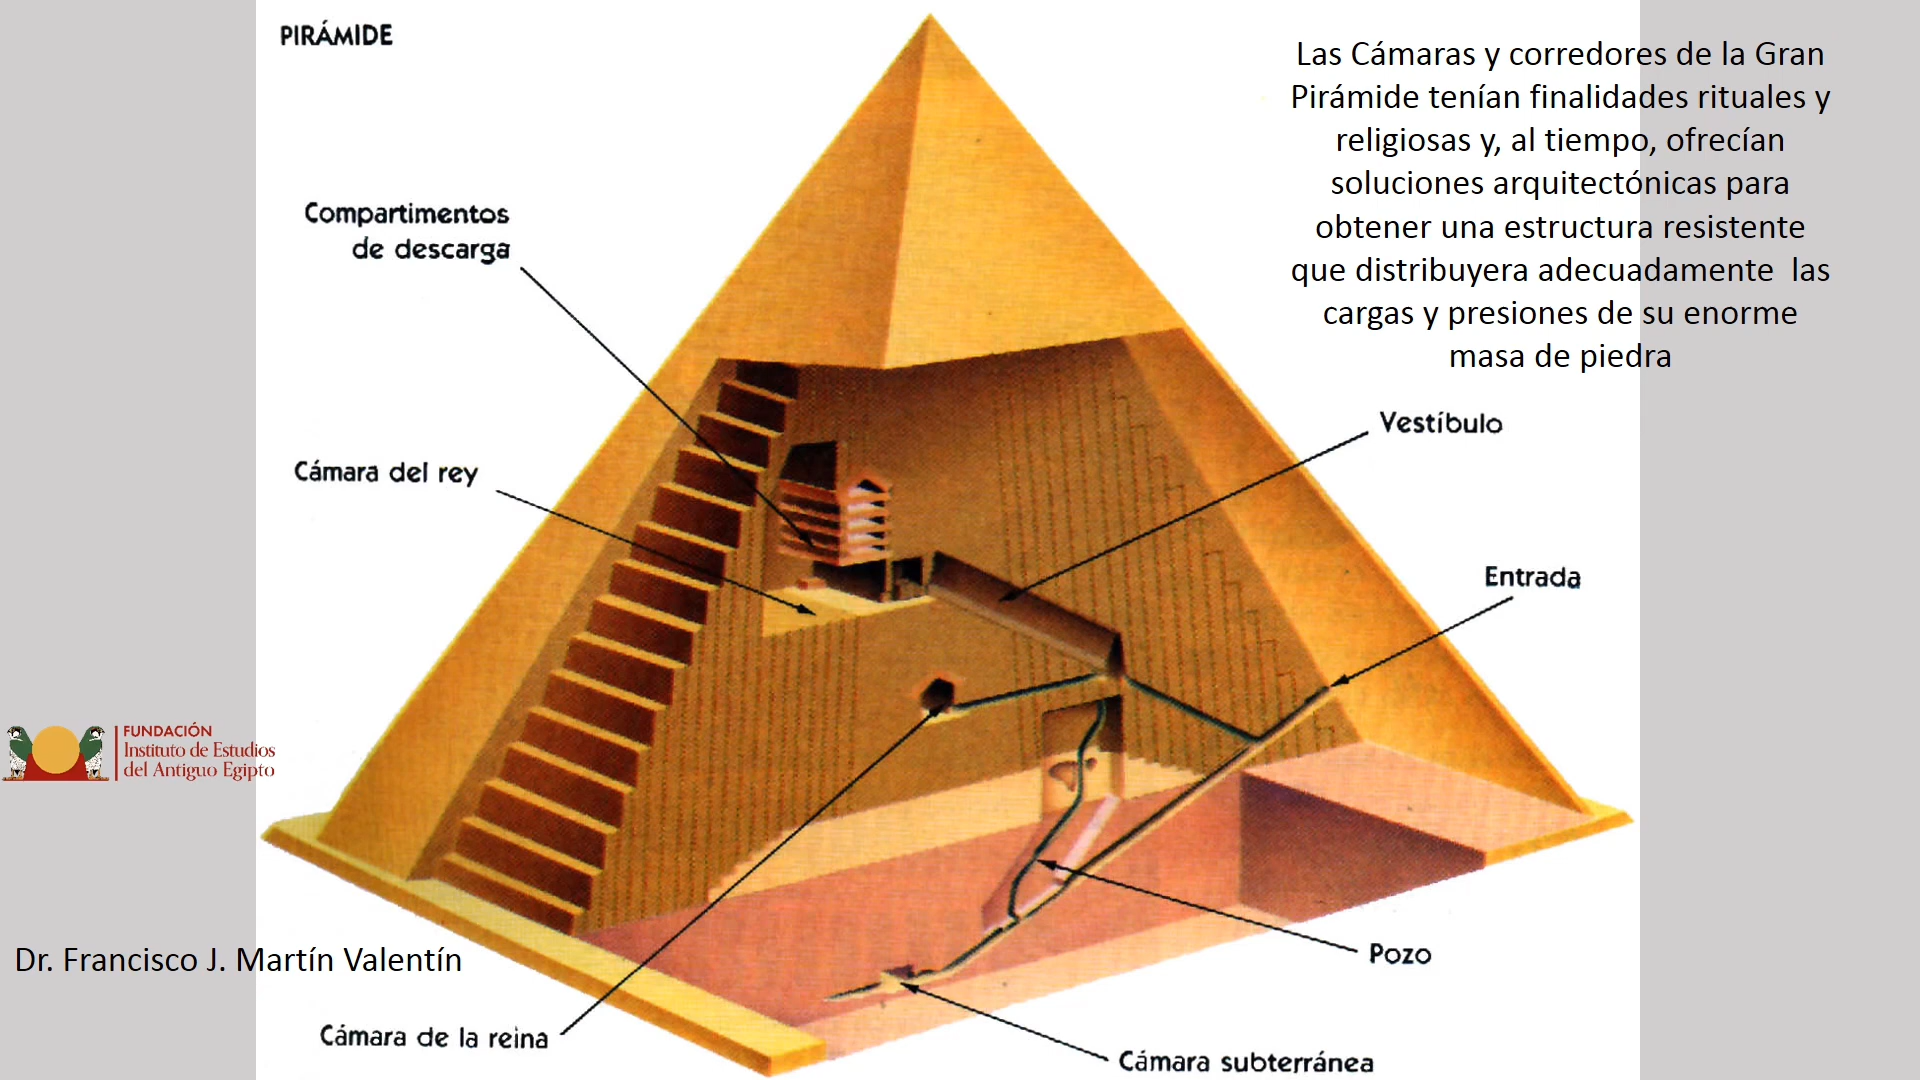 PIRÁMIDE
Las Cámaras y corredores de la Gran
Pirámide tenían finalidades rituales y
religiosas y, al tiempo, ofrecían
soluciones arquitectónicas para
obtener una estructura resistente
que distribuyera adecuadamente  las
cargas y presiones de su enorme
masa de piedra
Compartimentos
de descarga
Vestíbulo
Cámara del rey
Entrada
FUNDACIÓN
Instituto de Estudios
del Antiguo Egipto
Pozo
Dr. Francisco J. Martín Valentín
Cámara de la reina
Cámara subterránea